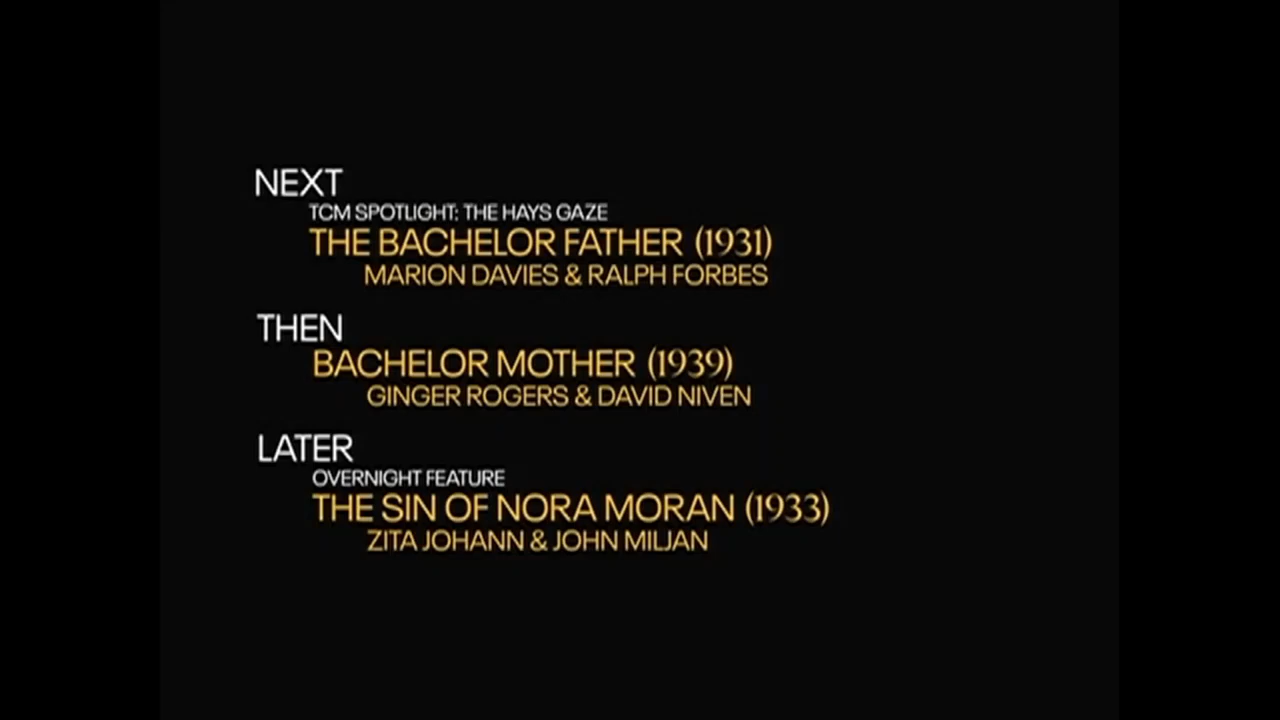 NEXT
TCM SPOTLIGHT: THE HAYS GAZE
THE BACHELOR FATHER (1931)
MARION DAVIES & RALPH FORBES
THEN
BACHELOR MOTHER (1939)
GINGER ROGERS & DAVID NIVEN
LATER
OVERNIGHT FEATURE
THE SIN OF NORA MORAN (1933)
ZITA JOHANN & JOHN MILJAN